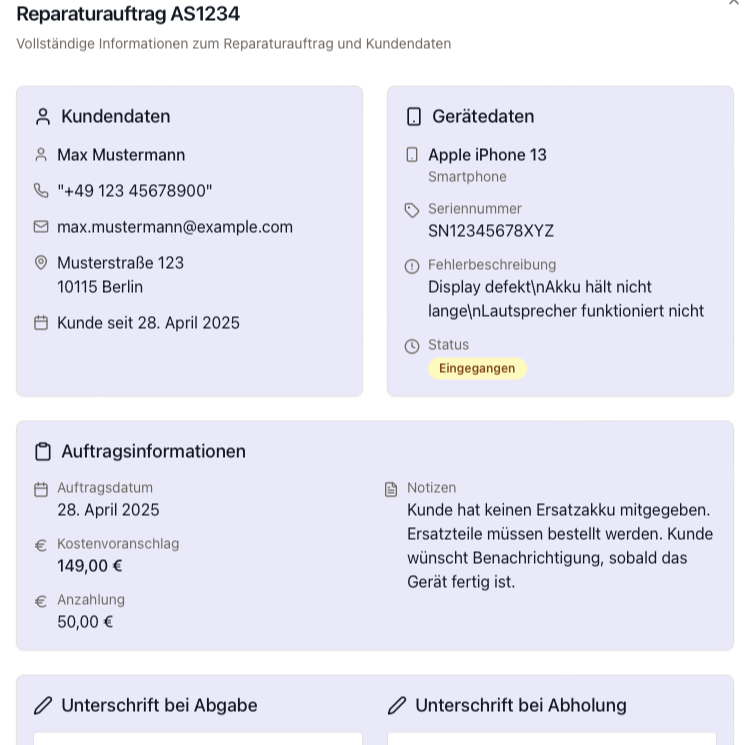 Reparaturauftrag AS1234
Vollständige Informationen zum Reparaturauftrag und Kundendaten
Kundendaten
Max Mustermann
"+49 123 45678900"
max.mustermann@example.com
Musterstraße 123
10115 Berlin
Kunde seit 28. April 2025
Gerätedaten
Apple iPhone 13
Smartphone
Seriennummer
SN12345678XYZ
Fehlerbeschreibung
Display defekt\nAkku hält nicht
lange\nLautsprecher funktioniert nicht
Status
Eingegangen
Auftragsinformationen
Auftragsdatum
28. April 2025
Kostenvoranschlag
149,00 €
Anzahlung
50,00 €
Notizen
Kunde hat keinen Ersatzakku mitgegeben.
Ersatzteile müssen bestellt werden. Kunde
wünscht Benachrichtigung, sobald das
Gerät fertig ist.
Unterschrift bei Abgabe
Unterschrift bei Abholung